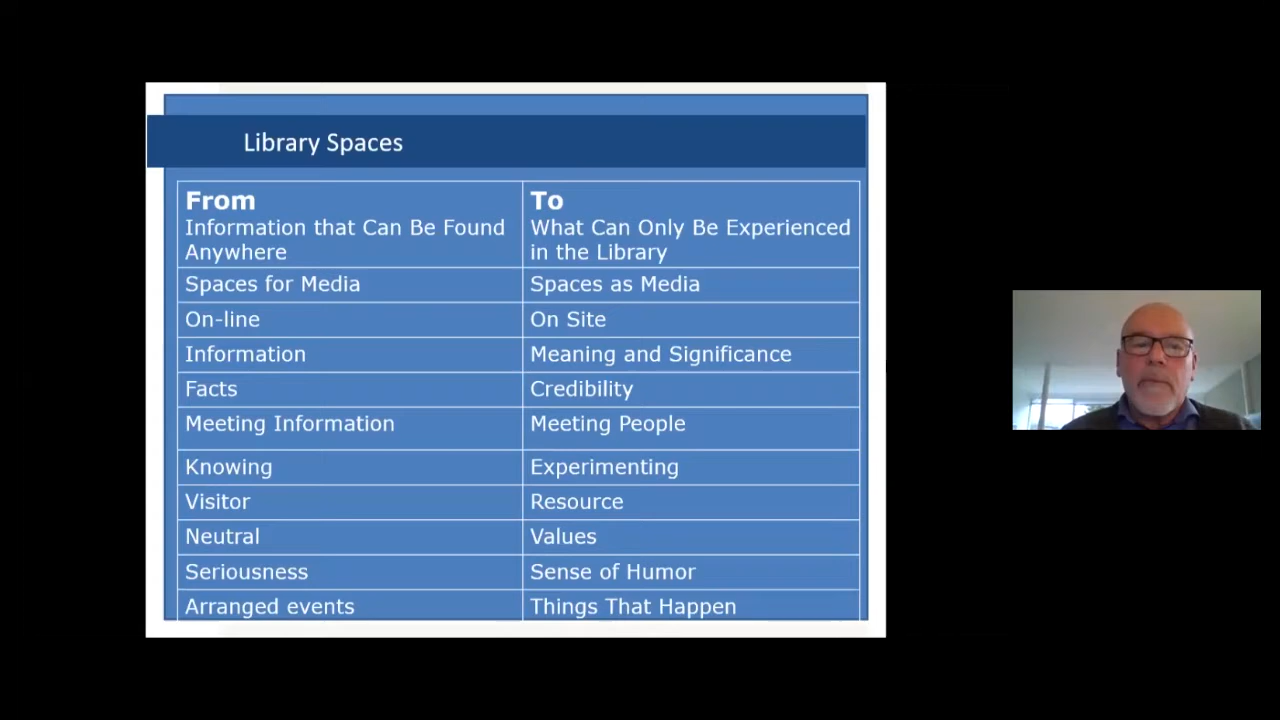 Library Spaces
From
Information that Can Be Found
Anywhere
To
What Can Only Be Experienced
in the Library
Spaces for Media
Spaces as Media
On-line
On Site
Information
Meaning and Significance
Facts
Credibility
Meeting Information
Meeting People
Knowing
Experimenting
Visitor
Resource
Neutral
Values
Seriousness
Sense of Humor
Arranged events
Things That Happen